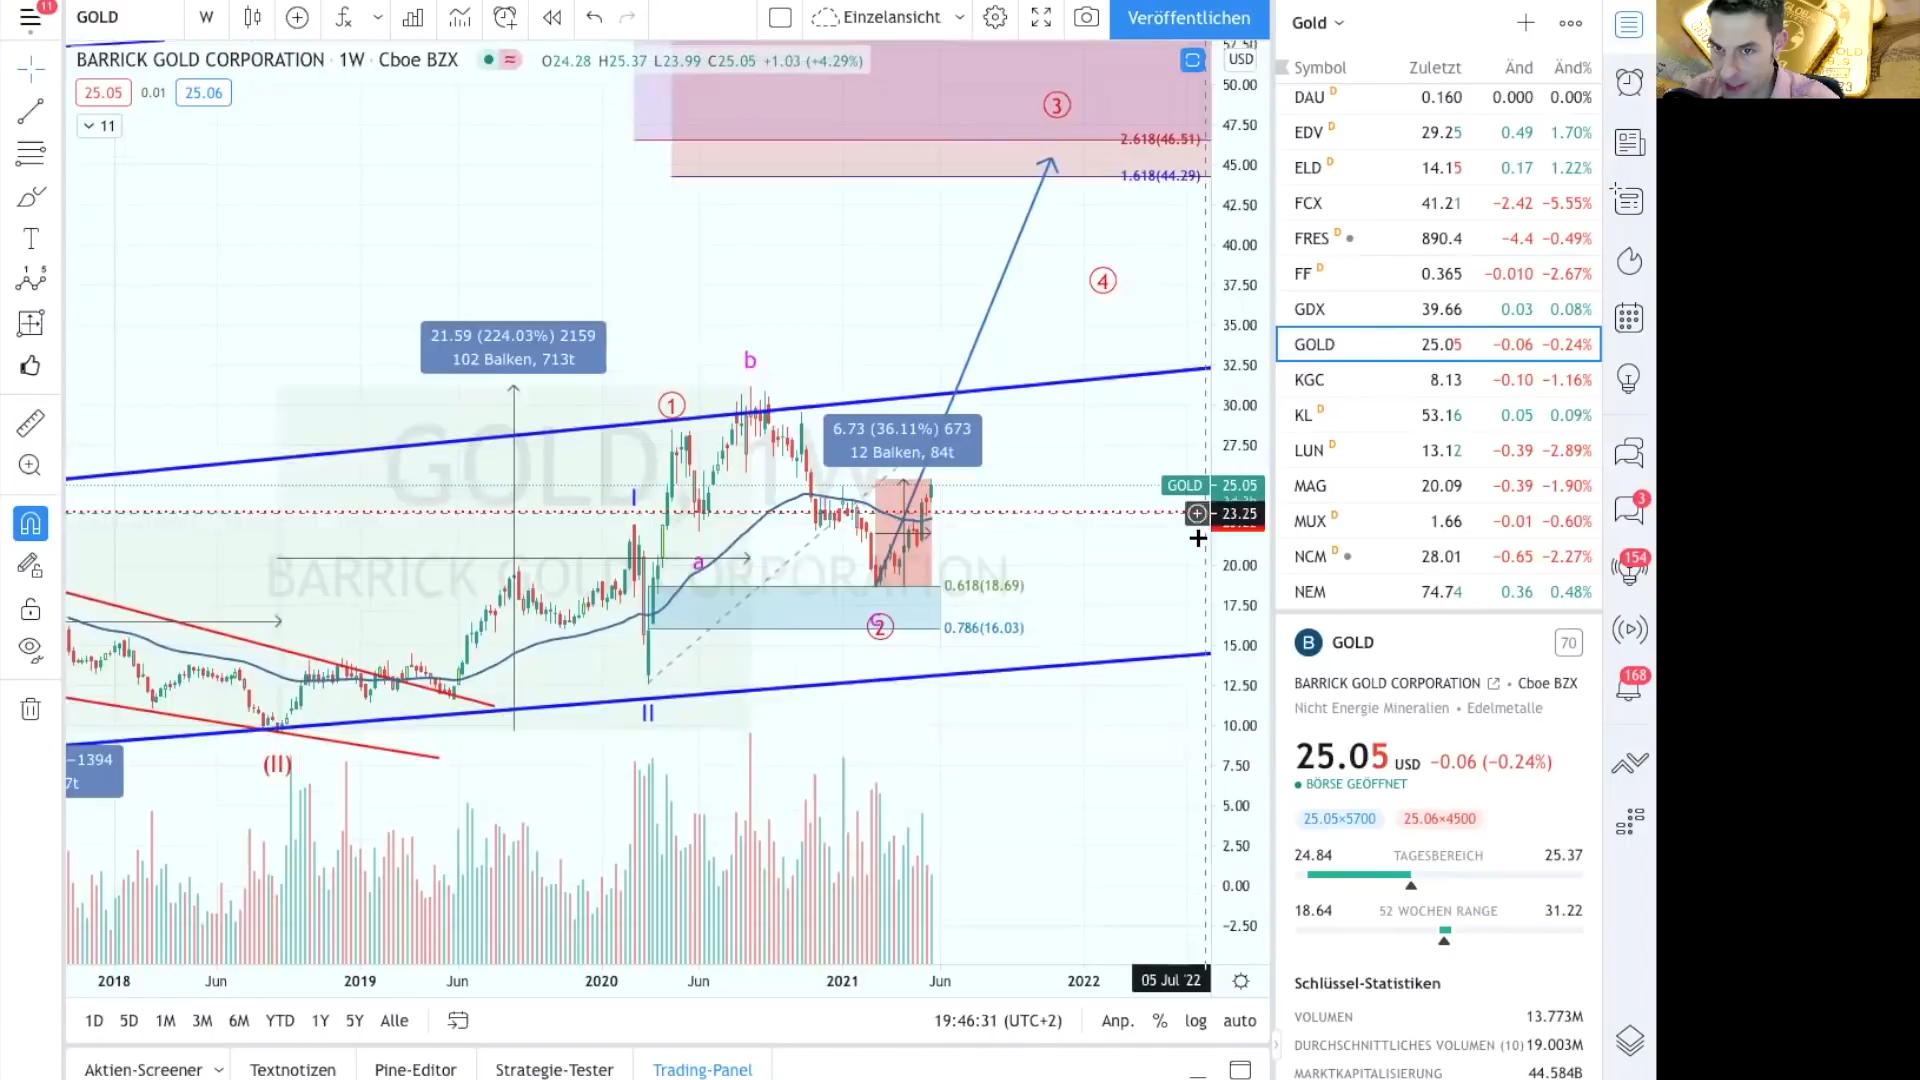 11
GOLD
W
Einzelansicht
Veröffentlichen
BARRICK GOLD CORPORATION · 1W · Cboe BZX
O24.28 H25.37 L23.99 C25.05 +1.03 (+4.29%)
25.05 0.01 25.06
11
USD
57.50
50.00
47.50
45.00
42.50
40.00
37.50
35.00
32.50
30.00
27.50
GOLD 25.05
23.25
20.00
17.50
15.00
12.50
10.00
7.50
5.00
2.50
0.00
−2.50
3
2.618(46.51)
1.618(44.29)
4
21.59 (224.03%) 2159
102 Balken, 713t
b
1
6.73 (36.11%) 673
12 Balken, 84t
I
a
GOLD, 1W
BARRICK GOLD CORPORATION
0.618(18.69)
2
0.786(16.03)
II
(II)
−1394
7t
2018 Jun 2019 Jun 2020 Jun 2021 Jun 2022 05 Jul '22
1D 5D 1M 3M 6M YTD 1Y 5Y Alle
19:46:31 (UTC+2) Anp. % log auto
Aktien-Screener Textnotizen Pine-Editor Strategie-Tester Trading-Panel
Gold
Symbol Zuletzt Änd Änd%
DAU D 0.160 0.000 0.00%
EDV D 29.25 0.49 1.70%
ELD D 14.15 0.17 1.22%
FCX 41.21 −2.42 −5.55%
FRES D 890.4 −4.4 −0.49%
FF D 0.365 −0.010 −2.67%
GDX 39.66 0.03 0.08%
GOLD 25.05 −0.06 −0.24%
KGC 8.13 −0.10 −1.16%
KL D 53.16 0.05 0.09%
LUN D 13.12 −0.39 −2.89%
MAG 20.09 −0.39 −1.90%
MUX D 1.66 −0.01 −0.60%
NCM D 28.01 −0.65 −2.27%
NEM 74.74 0.36 0.48%
B GOLD 70
BARRICK GOLD CORPORATION • Cboe BZX
Nicht Energie Mineralien • Edelmetalle
25.05 USD −0.06 (−0.24%)
BÖRSE GEÖFFNET
25.05×5700 25.06×4500
24.84 TAGESBEREICH 25.37
18.64 52 WOCHEN RANGE 31.22
Schlüssel-Statistiken
VOLUMEN 13.773M
DURCHSCHNITTLICHES VOLUMEN (10) 19.003M
MARKTKAPITALISIERUNG 44.584B
3
154
168